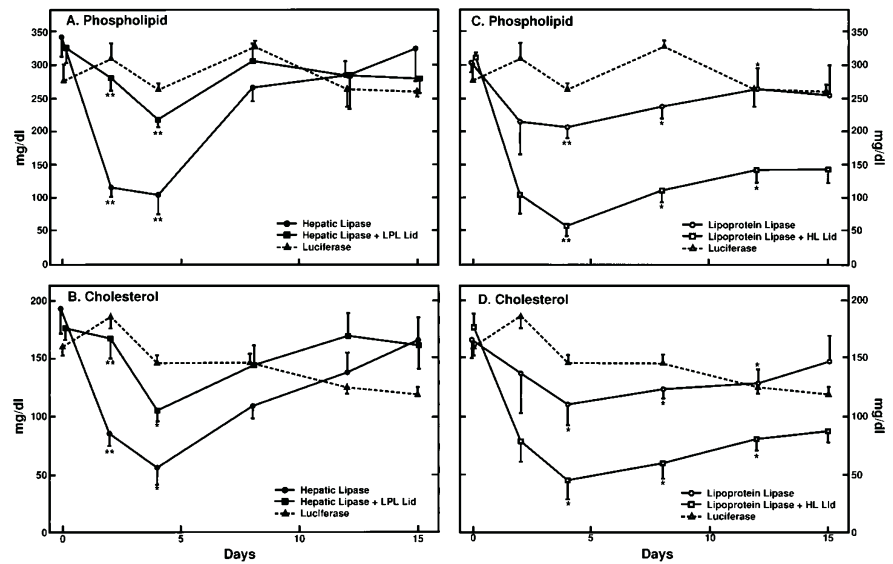 A. Phospholipid
350
300
250
200
150
100
50
0
mg/dl
**
**
**
**
Hepatic Lipase
Hepatic Lipase + LPL Lid
Luciferase
C. Phospholipid
350
300
250
200
150
100
50
0
mg/dl
*
**
*
*
*
**
Lipoprotein Lipase
Lipoprotein Lipase + HL Lid
Luciferase
B. Cholesterol
200
150
100
50
0
mg/dl
**
*
**
*
Hepatic Lipase
Hepatic Lipase + LPL Lid
Luciferase
0 5 10 15
Days
D. Cholesterol
200
150
100
50
0
mg/dl
*
*
*
*
*
*
Lipoprotein Lipase
Lipoprotein Lipase + HL Lid
Luciferase
0 5 10 15
Days